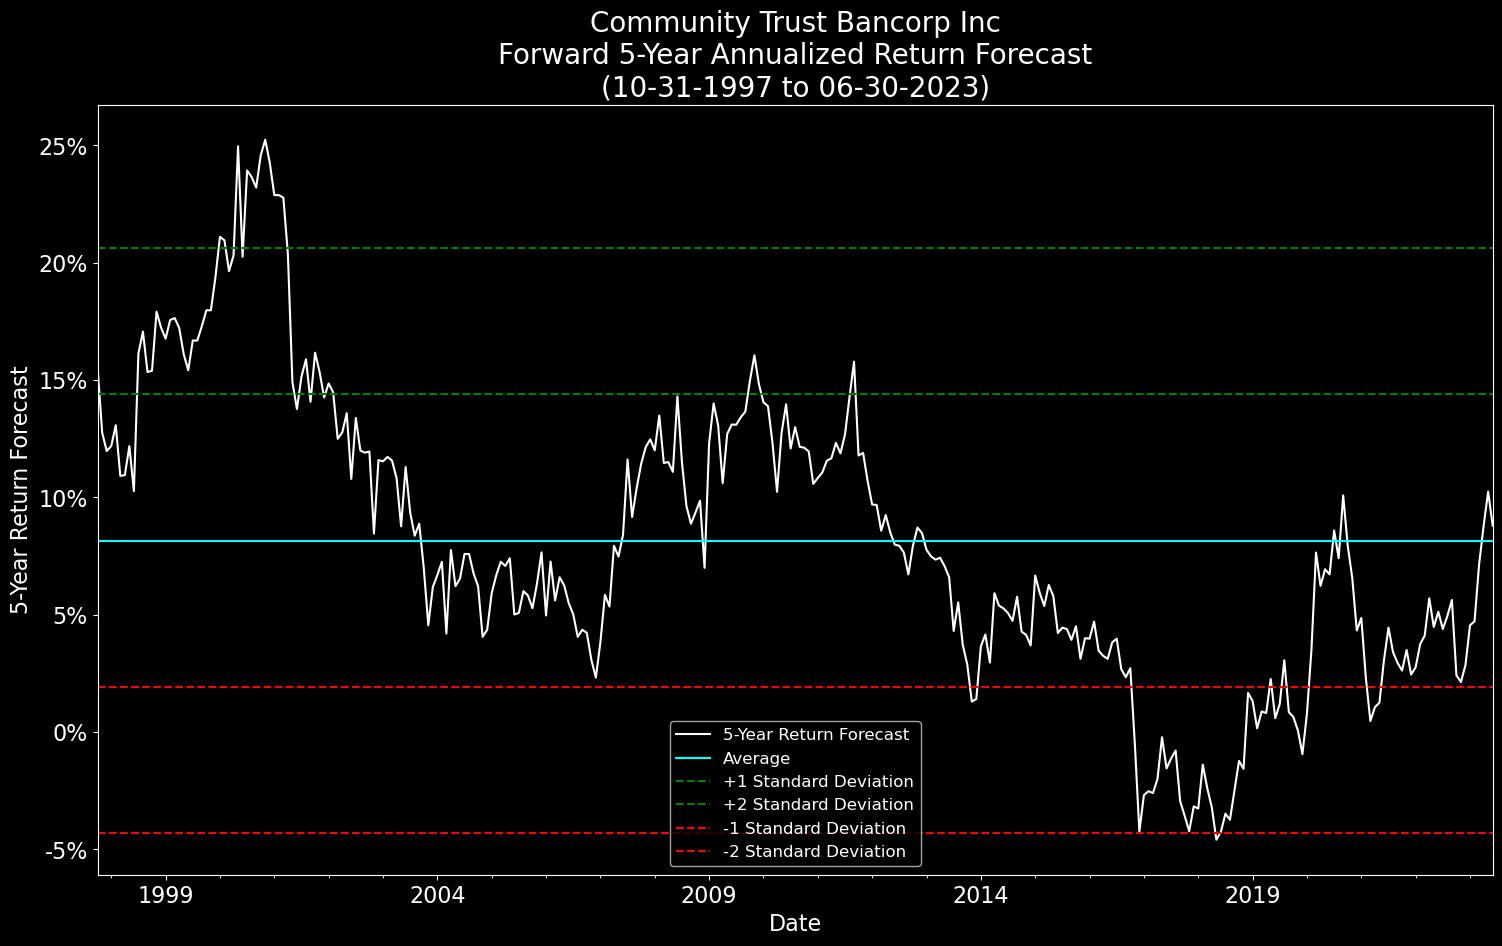 Community Trust Bancorp Inc
Forward 5-Year Annualized Return Forecast
(10-31-1997 to 06-30-2023)
5-Year Return Forecast
25%
20%
15%
10%
5%
0%
-5%
5-Year Return Forecast
Average
+1 Standard Deviation
+2 Standard Deviation
-1 Standard Deviation
-2 Standard Deviation
1999 2004 2009 2014 2019
Date